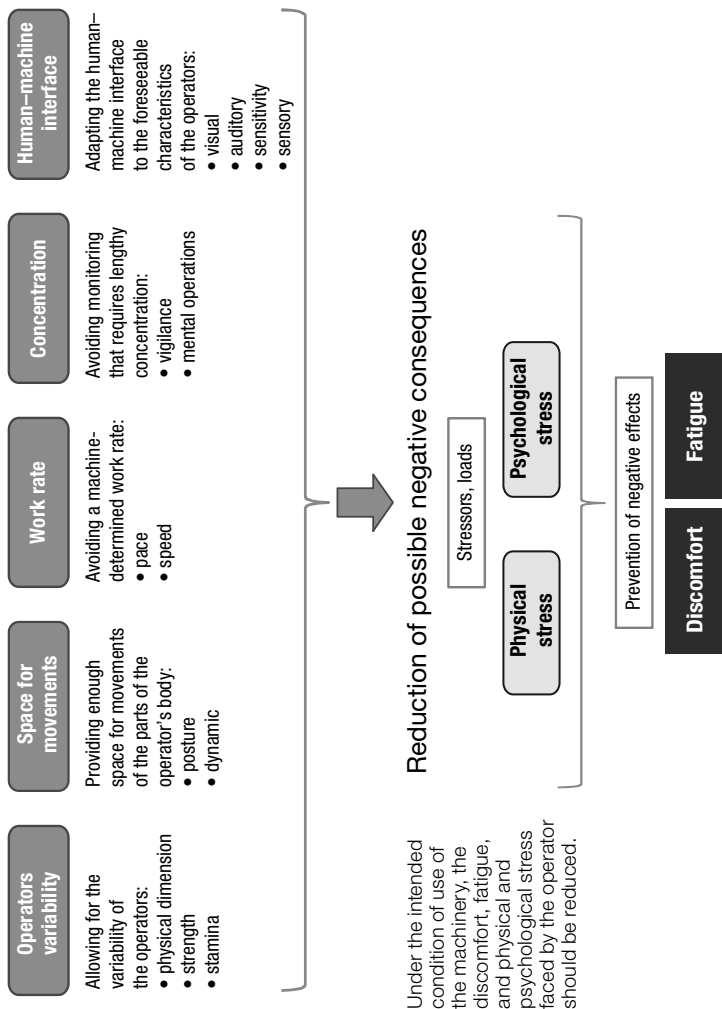 Operators
variability
Allowing for the
variability of
the operators:
• physical dimension
• strength
• stamina
Space for
movements
Providing enough
space for movements
of the parts of the
operator's body:
• posture
• dynamic
Work rate
Avoiding a machine-
determined work rate:
• pace
• speed
Concentration
Avoiding monitoring
that requires lengthy
concentration:
• vigilance
• mental operations
Human–machine
interface
Adapting the human–
machine interface
to the foreseeable
characteristics
of the operators:
• visual
• auditory
• sensitivity
• sensory
Under the intended
condition of use of
the machinery, the
discomfort, fatigue,
and physical and
psychological stress
faced by the operator
should be reduced.
Reduction of possible negative consequences
Stressors, loads
Physical
stress
Psychological
stress
Prevention of negative effects
Discomfort
Fatigue